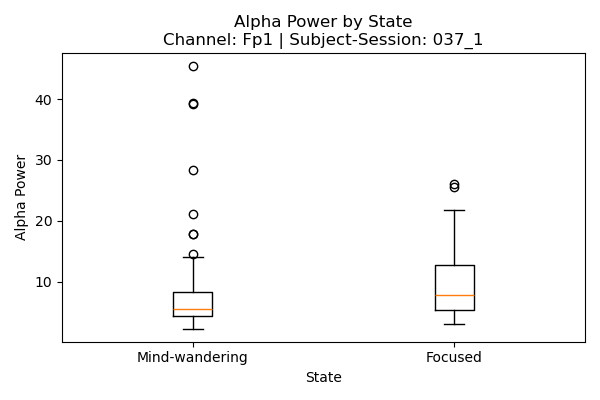 Alpha Power by State
Channel: Fp1 | Subject-Session: 037_1
Alpha Power
40
30
20
10
Mind-wandering
Focused
State